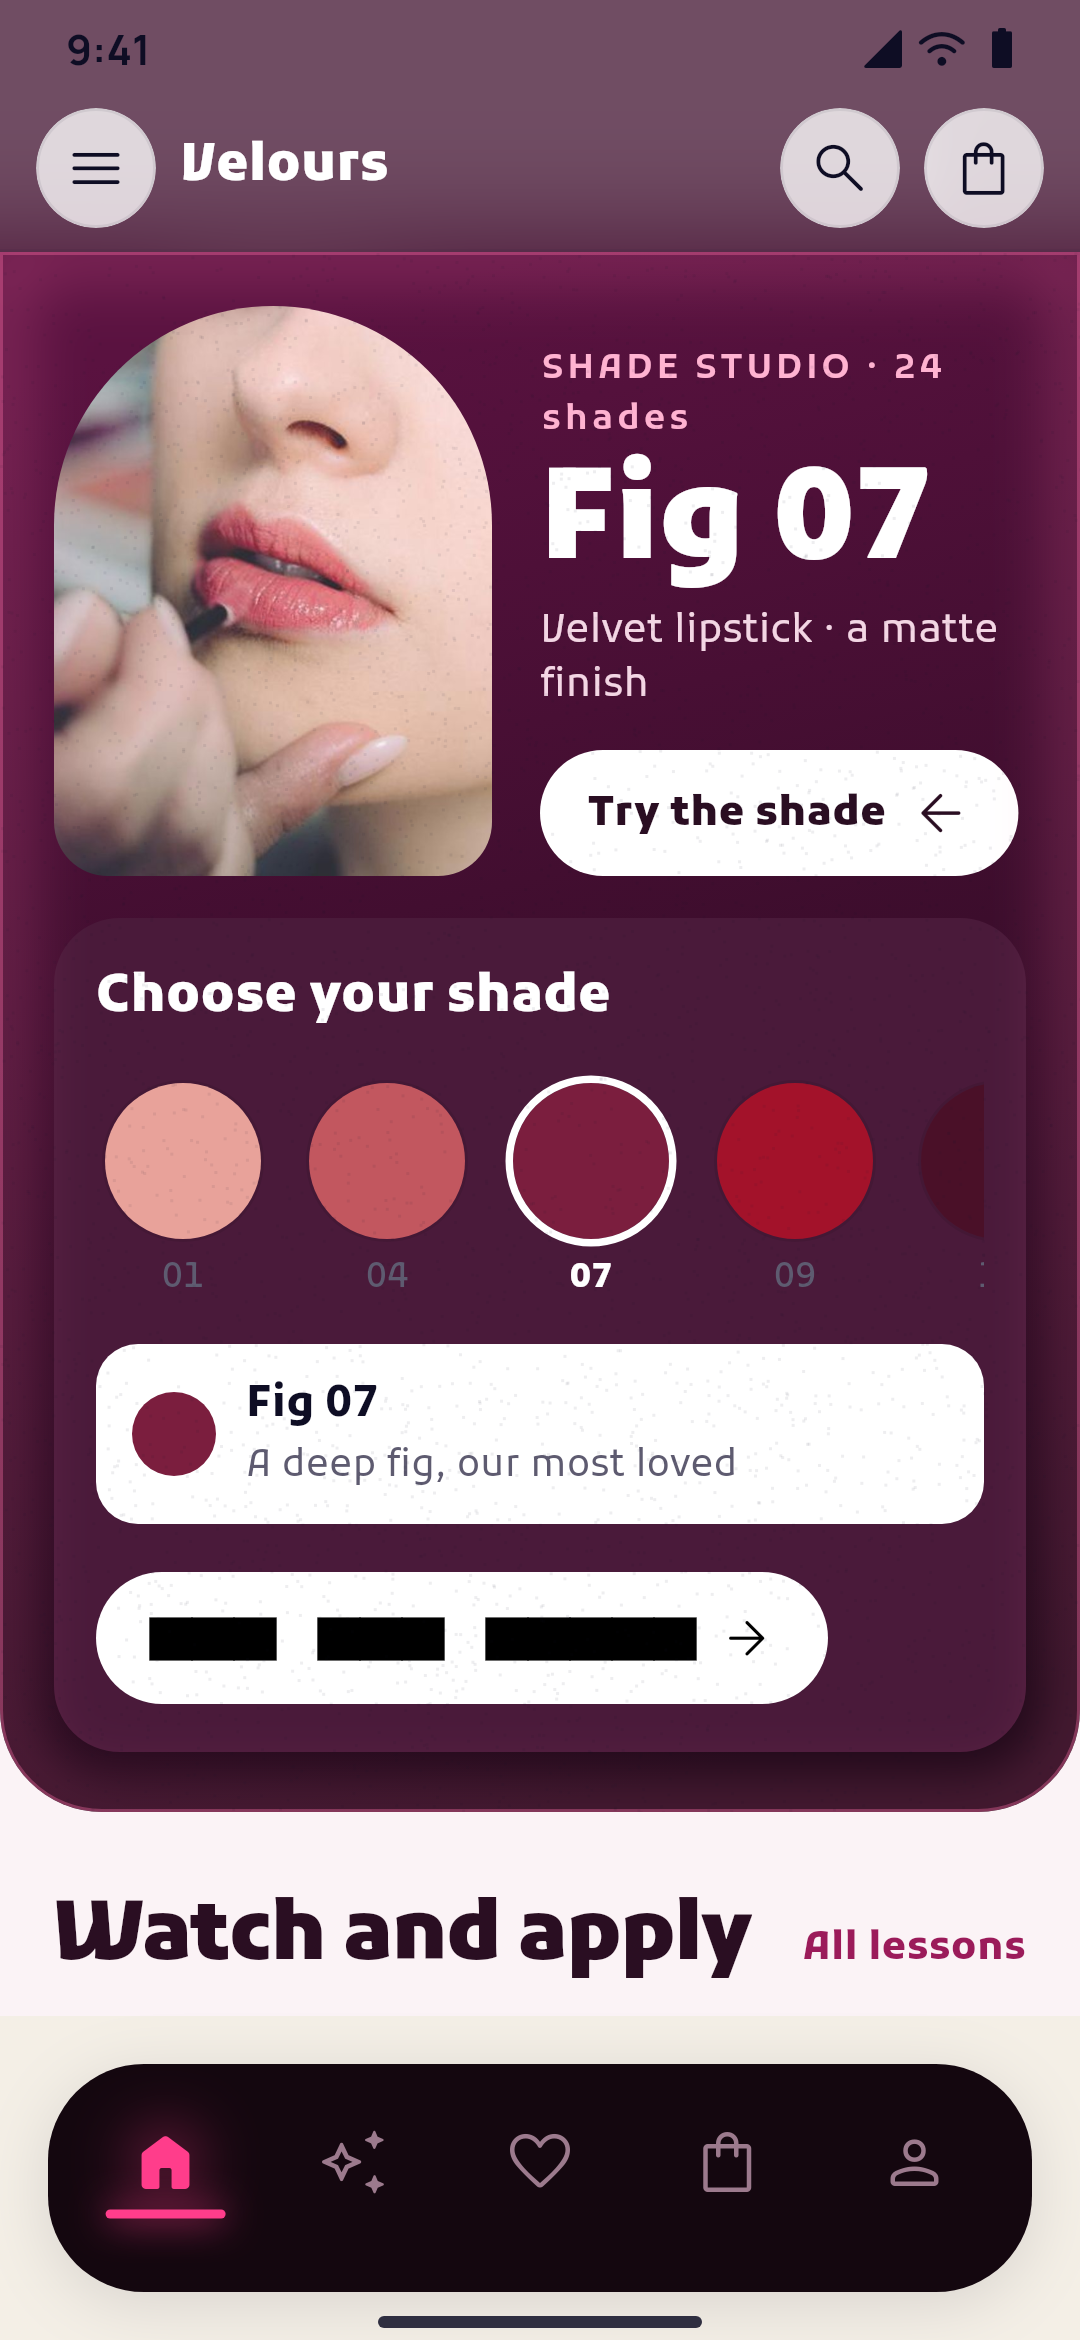 9:41
Velours
SHADE STUDIO · 24
shades
Fig 07
Velvet lipstick · a matte
finish
Try the shade
Choose your shade
01
04
07
09
Fig 07
A deep fig, our most loved
Watch and apply
All lessons